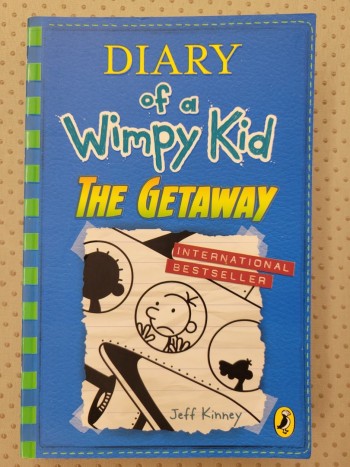 DIARY
of a
Wimpy Kid
THE GETAWAY
INTERNATIONAL
BESTSELLER
Jeff Kinney